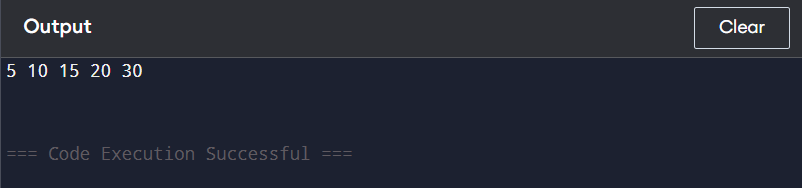 Output
Clear
5 10 15 20 30
=== Code Execution Successful ===